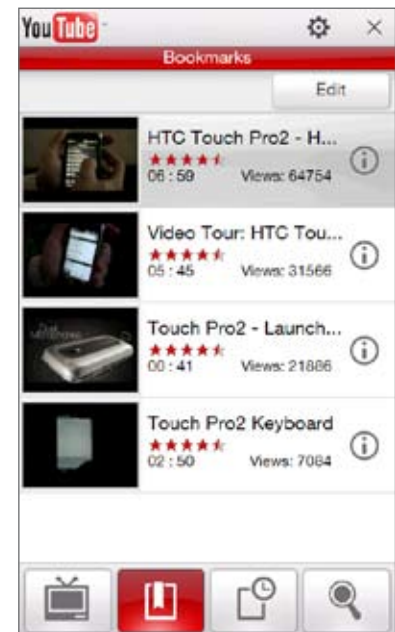 YouTube
Bookmarks
Edit
HTC Touch Pro2 - H...
06 : 59 Views: 64754
Video Tour: HTC Tou...
05 : 45 Views: 31566
Touch Pro2 - Launch...
00 : 41 Views: 21886
Touch Pro2 Keyboard
02 : 50 Views: 7084